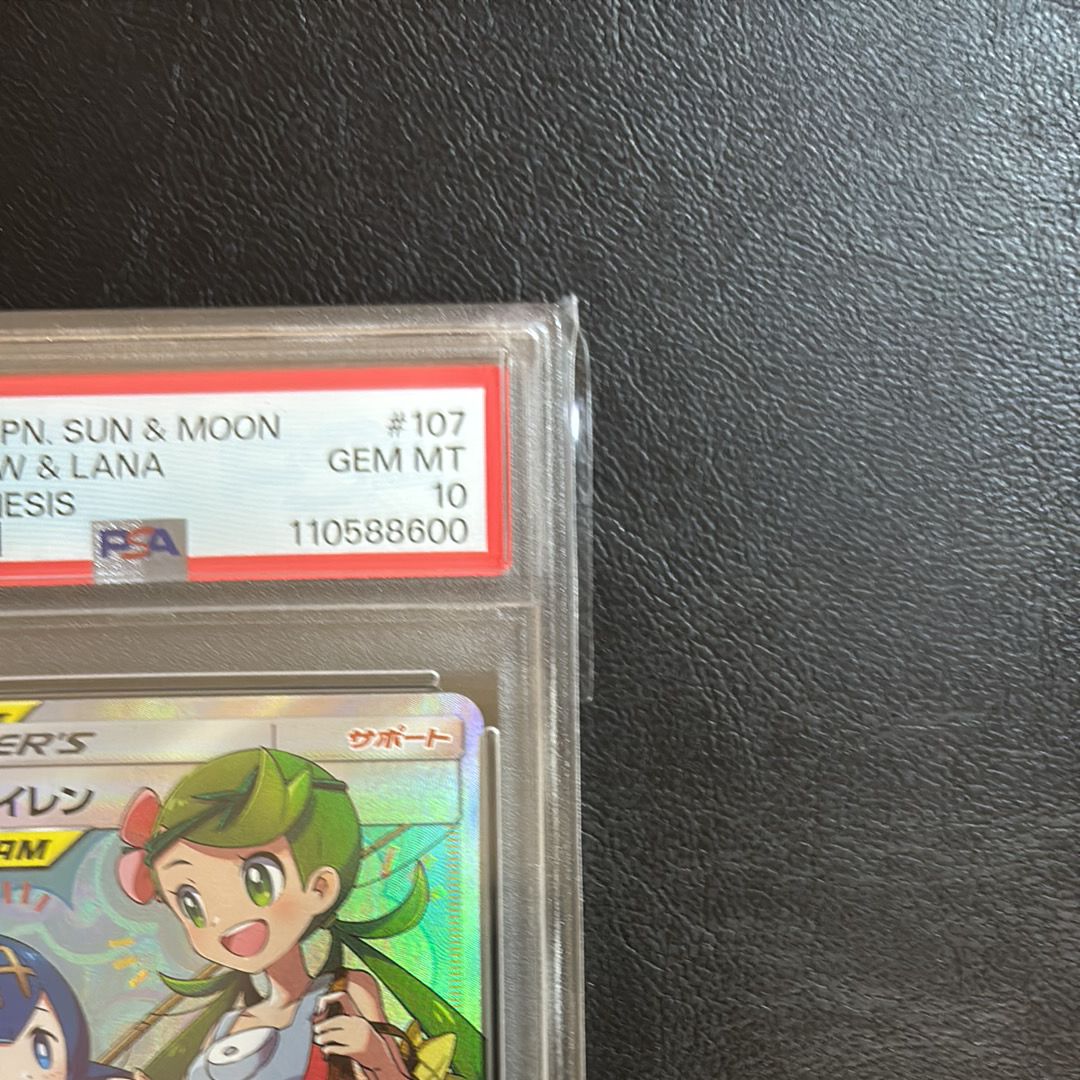 PN. SUN & MOON #107
W & LANA GEM MT
NESIS 10
PSA 110588600
ER'S サポート
イレン
AM